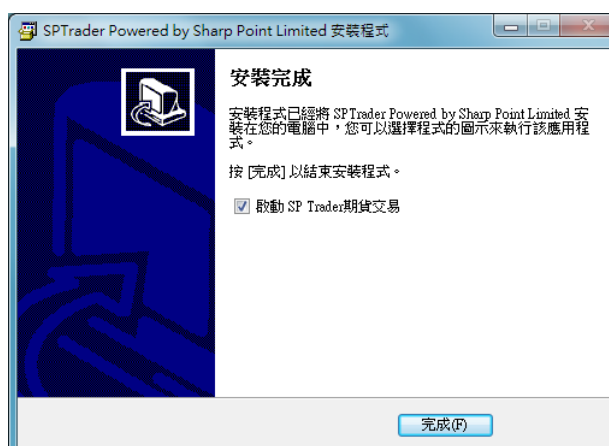 SPTrader Powered by Sharp Point Limited 安裝程式
安裝完成
安裝程式已經將 SPTrader Powered by Sharp Point Limited 安
裝在您的電腦中，您可以選擇程式的圖示來執行該應用程
式。
按 [完成] 以結束安裝程式。
啟動 SP Trader期貨交易
完成(F)